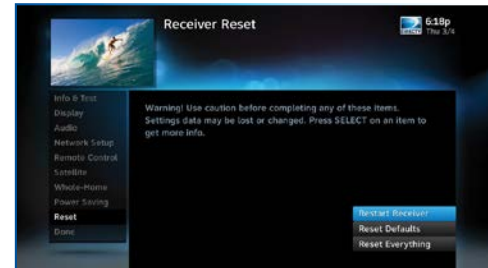 Receiver Reset
DIRECTV
6:18p
Thu 3/4
Info & Test
Display
Audio
Network Setup
Remote Control
Satellite
Whole-Home
Power Saving
Reset
Done
Warning! Use caution before completing any of these items.
Settings data may be lost or changed. Press SELECT on an item to
get more info.
Restart Receiver
Reset Defaults
Reset Everything